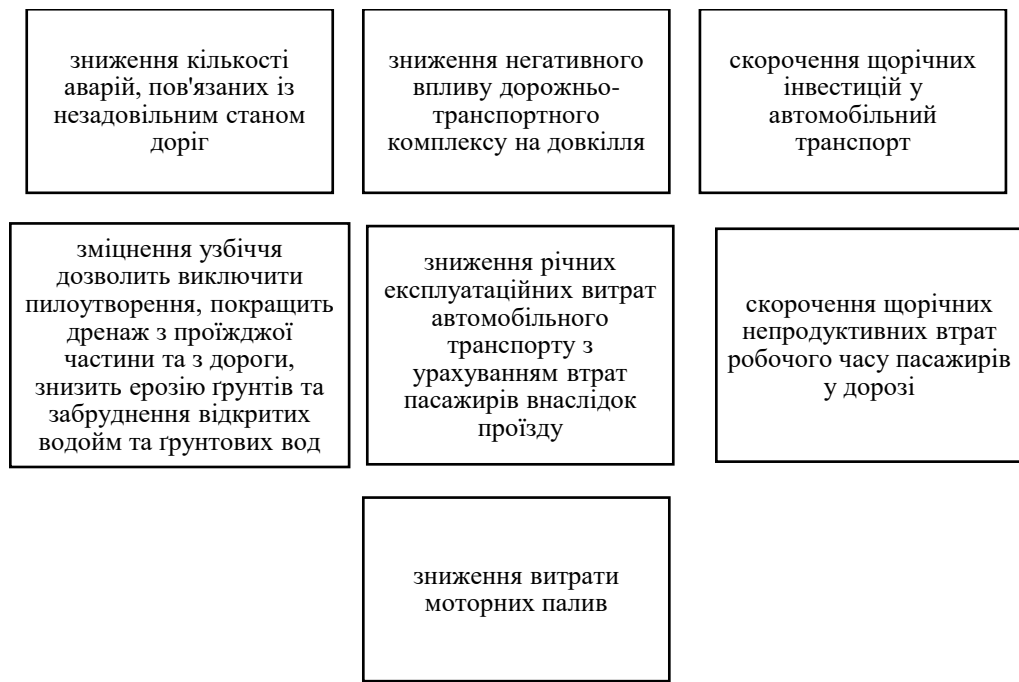 зниження кількості
аварій, пов'язаних із
незадовільним станом
доріг
зниження негативного
впливу дорожньо-
транспортного
комплексу на довкілля
скорочення щорічних
інвестицій у
автомобільний
транспорт
зміцнення узбіччя
дозволить виключити
пилоутворення, покращить
дренаж з проїжджої
частини та з дороги,
знизить ерозію ґрунтів та
забруднення відкритих
водойм та ґрунтових вод
зниження річних
експлуатаційних витрат
автомобільного
транспорту з
урахуванням втрат
пасажирів внаслідок
проїзду
скорочення щорічних
непродуктивних втрат
робочого часу пасажирів
у дорозі
зниження витрати
моторних палив